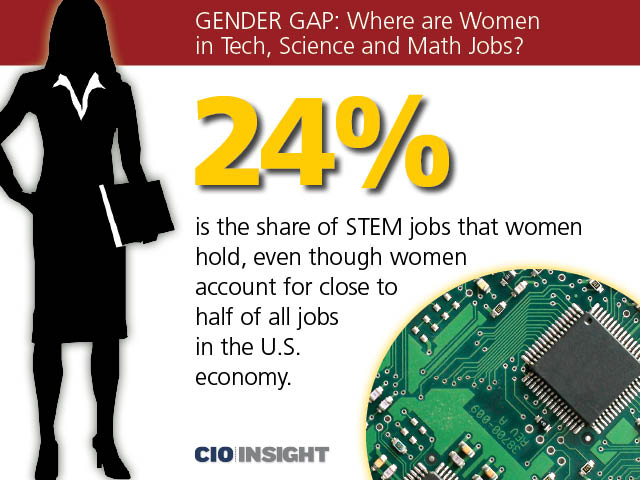 GENDER GAP: Where are Women
in Tech, Science and Math Jobs?
24%
is the share of STEM jobs that women
hold, even though women
account for close to
half of all jobs
in the U.S.
economy.
CIO INSIGHT